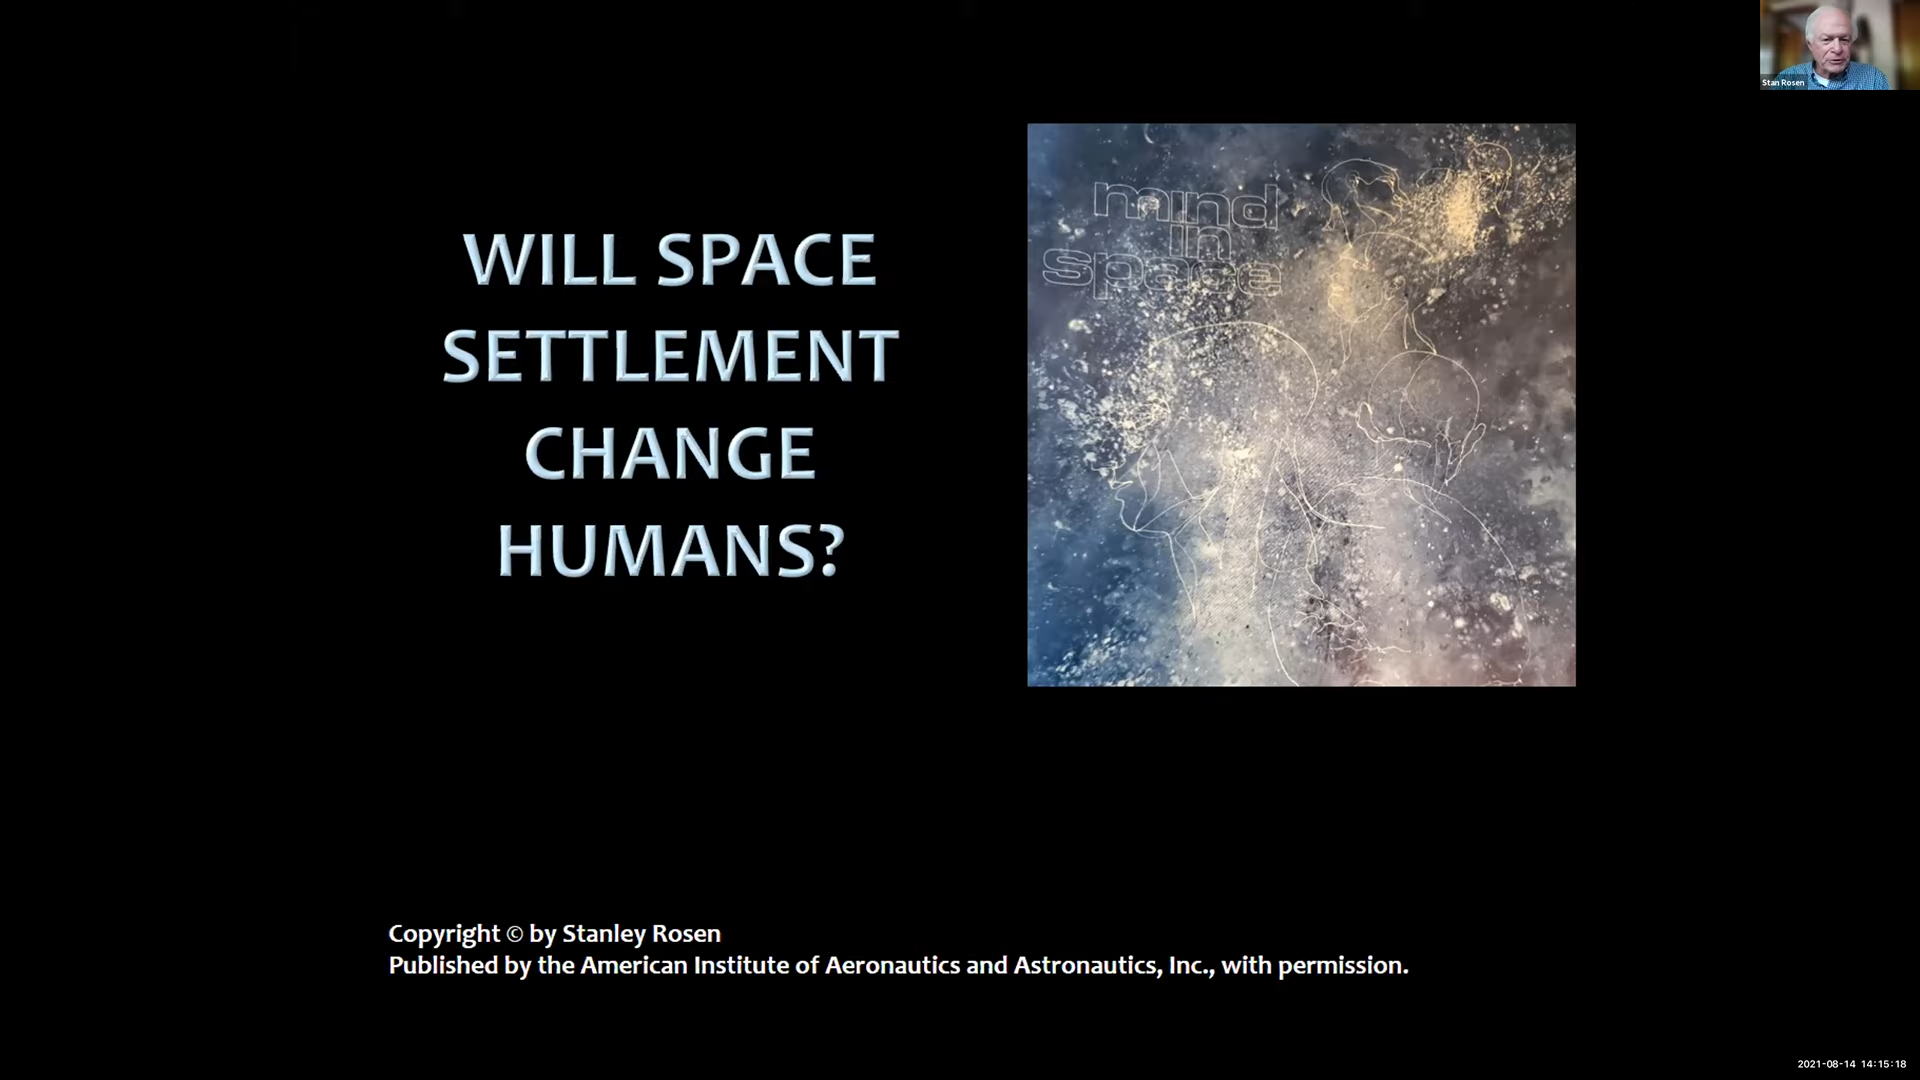 Stan Rosen
mind
in
space
WILL SPACE
SETTLEMENT
CHANGE
HUMANS?
Copyright © by Stanley Rosen
Published by the American Institute of Aeronautics and Astronautics, Inc., with permission.
2021-08-14 14:15:18